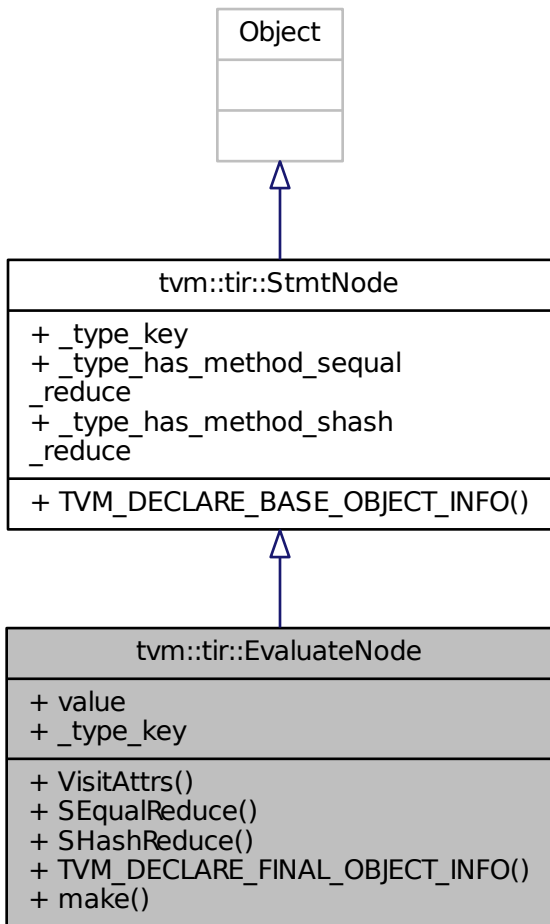 Object
tvm::tir::StmtNode
+ _type_key
+ _type_has_method_sequal
_reduce
+ _type_has_method_shash
_reduce
+ TVM_DECLARE_BASE_OBJECT_INFO()
tvm::tir::EvaluateNode
+ value
+ _type_key
+ VisitAttrs()
+ SEqualReduce()
+ SHashReduce()
+ TVM_DECLARE_FINAL_OBJECT_INFO()
+ make()